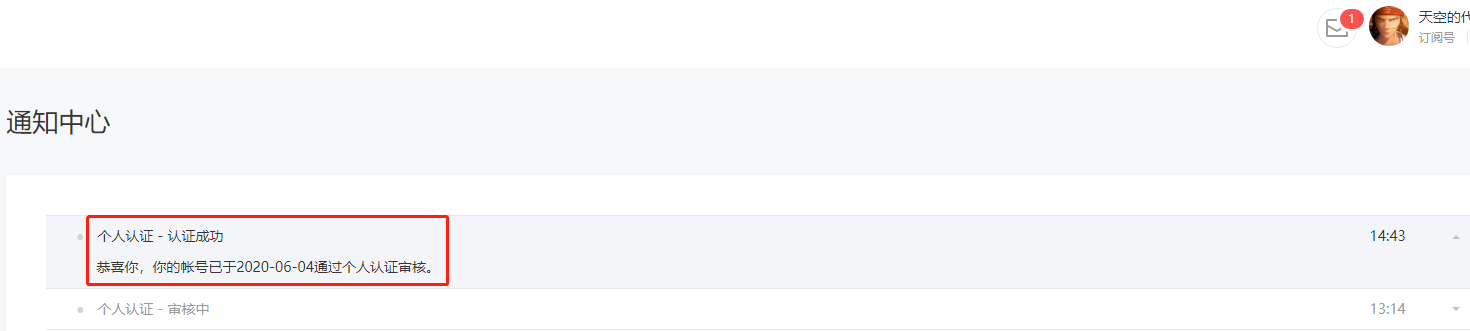 1
天空的代
订阅号
通知中心
个人认证 - 认证成功
14:43
恭喜你，你的帐号已于2020-06-04通过个人认证审核。
个人认证 - 审核中
13:14